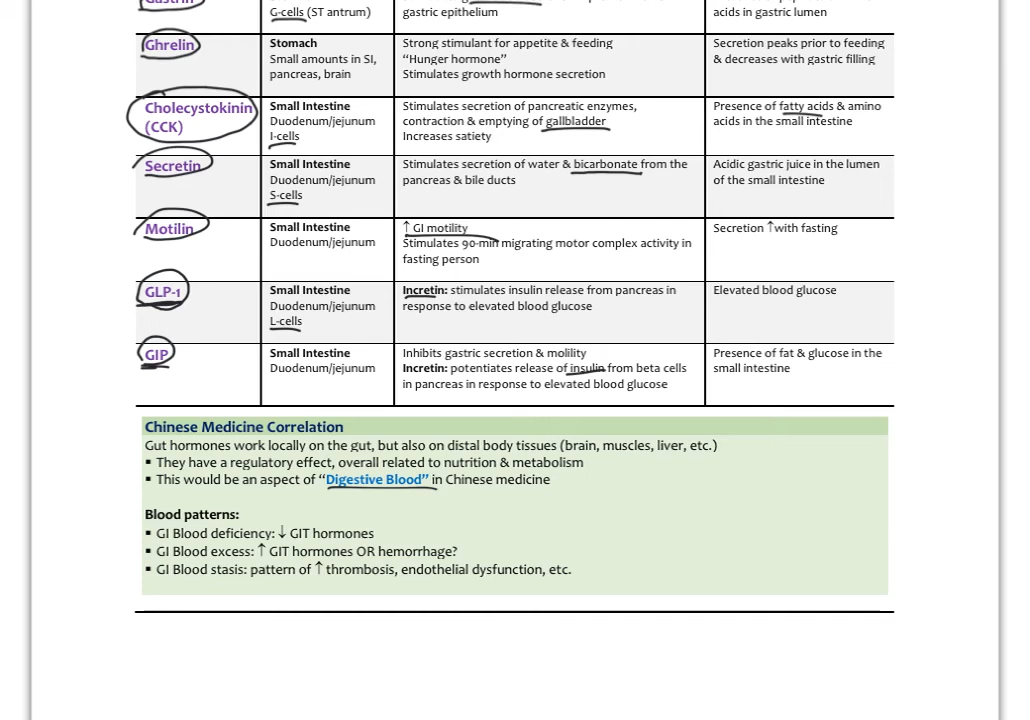 Gastrin
G-cells (ST antrum)
gastric epithelium
acids in gastric lumen
Ghrelin
Stomach
Small amounts in SI,
pancreas, brain
Strong stimulant for appetite & feeding
“Hunger hormone”
Stimulates growth hormone secretion
Secretion peaks prior to feeding
& decreases with gastric filling
Cholecystokinin
(CCK)
Small Intestine
Duodenum/jejunum
I-cells
Stimulates secretion of pancreatic enzymes,
contraction & emptying of gallbladder
Increases satiety
Presence of fatty acids & amino
acids in the small intestine
Secretin
Small Intestine
Duodenum/jejunum
S-cells
Stimulates secretion of water & bicarbonate from the
pancreas & bile ducts
Acidic gastric juice in the lumen
of the small intestine
Motilin
Small Intestine
Duodenum/jejunum
↑ GI motility
Stimulates 90-min migrating motor complex activity in
fasting person
Secretion ↑with fasting
GLP-1
Small Intestine
Duodenum/jejunum
L-cells
Incretin: stimulates insulin release from pancreas in
response to elevated blood glucose
Elevated blood glucose
GIP
Small Intestine
Duodenum/jejunum
Inhibits gastric secretion & molility
Incretin: potentiates release of insulin from beta cells
in pancreas in response to elevated blood glucose
Presence of fat & glucose in the
small intestine
Chinese Medicine Correlation
Gut hormones work locally on the gut, but also on distal body tissues (brain, muscles, liver, etc.)
▪ They have a regulatory effect, overall related to nutrition & metabolism
▪ This would be an aspect of “Digestive Blood” in Chinese medicine
Blood patterns:
▪ GI Blood deficiency: ↓ GIT hormones
▪ GI Blood excess: ↑ GIT hormones OR hemorrhage?
▪ GI Blood stasis: pattern of ↑ thrombosis, endothelial dysfunction, etc.